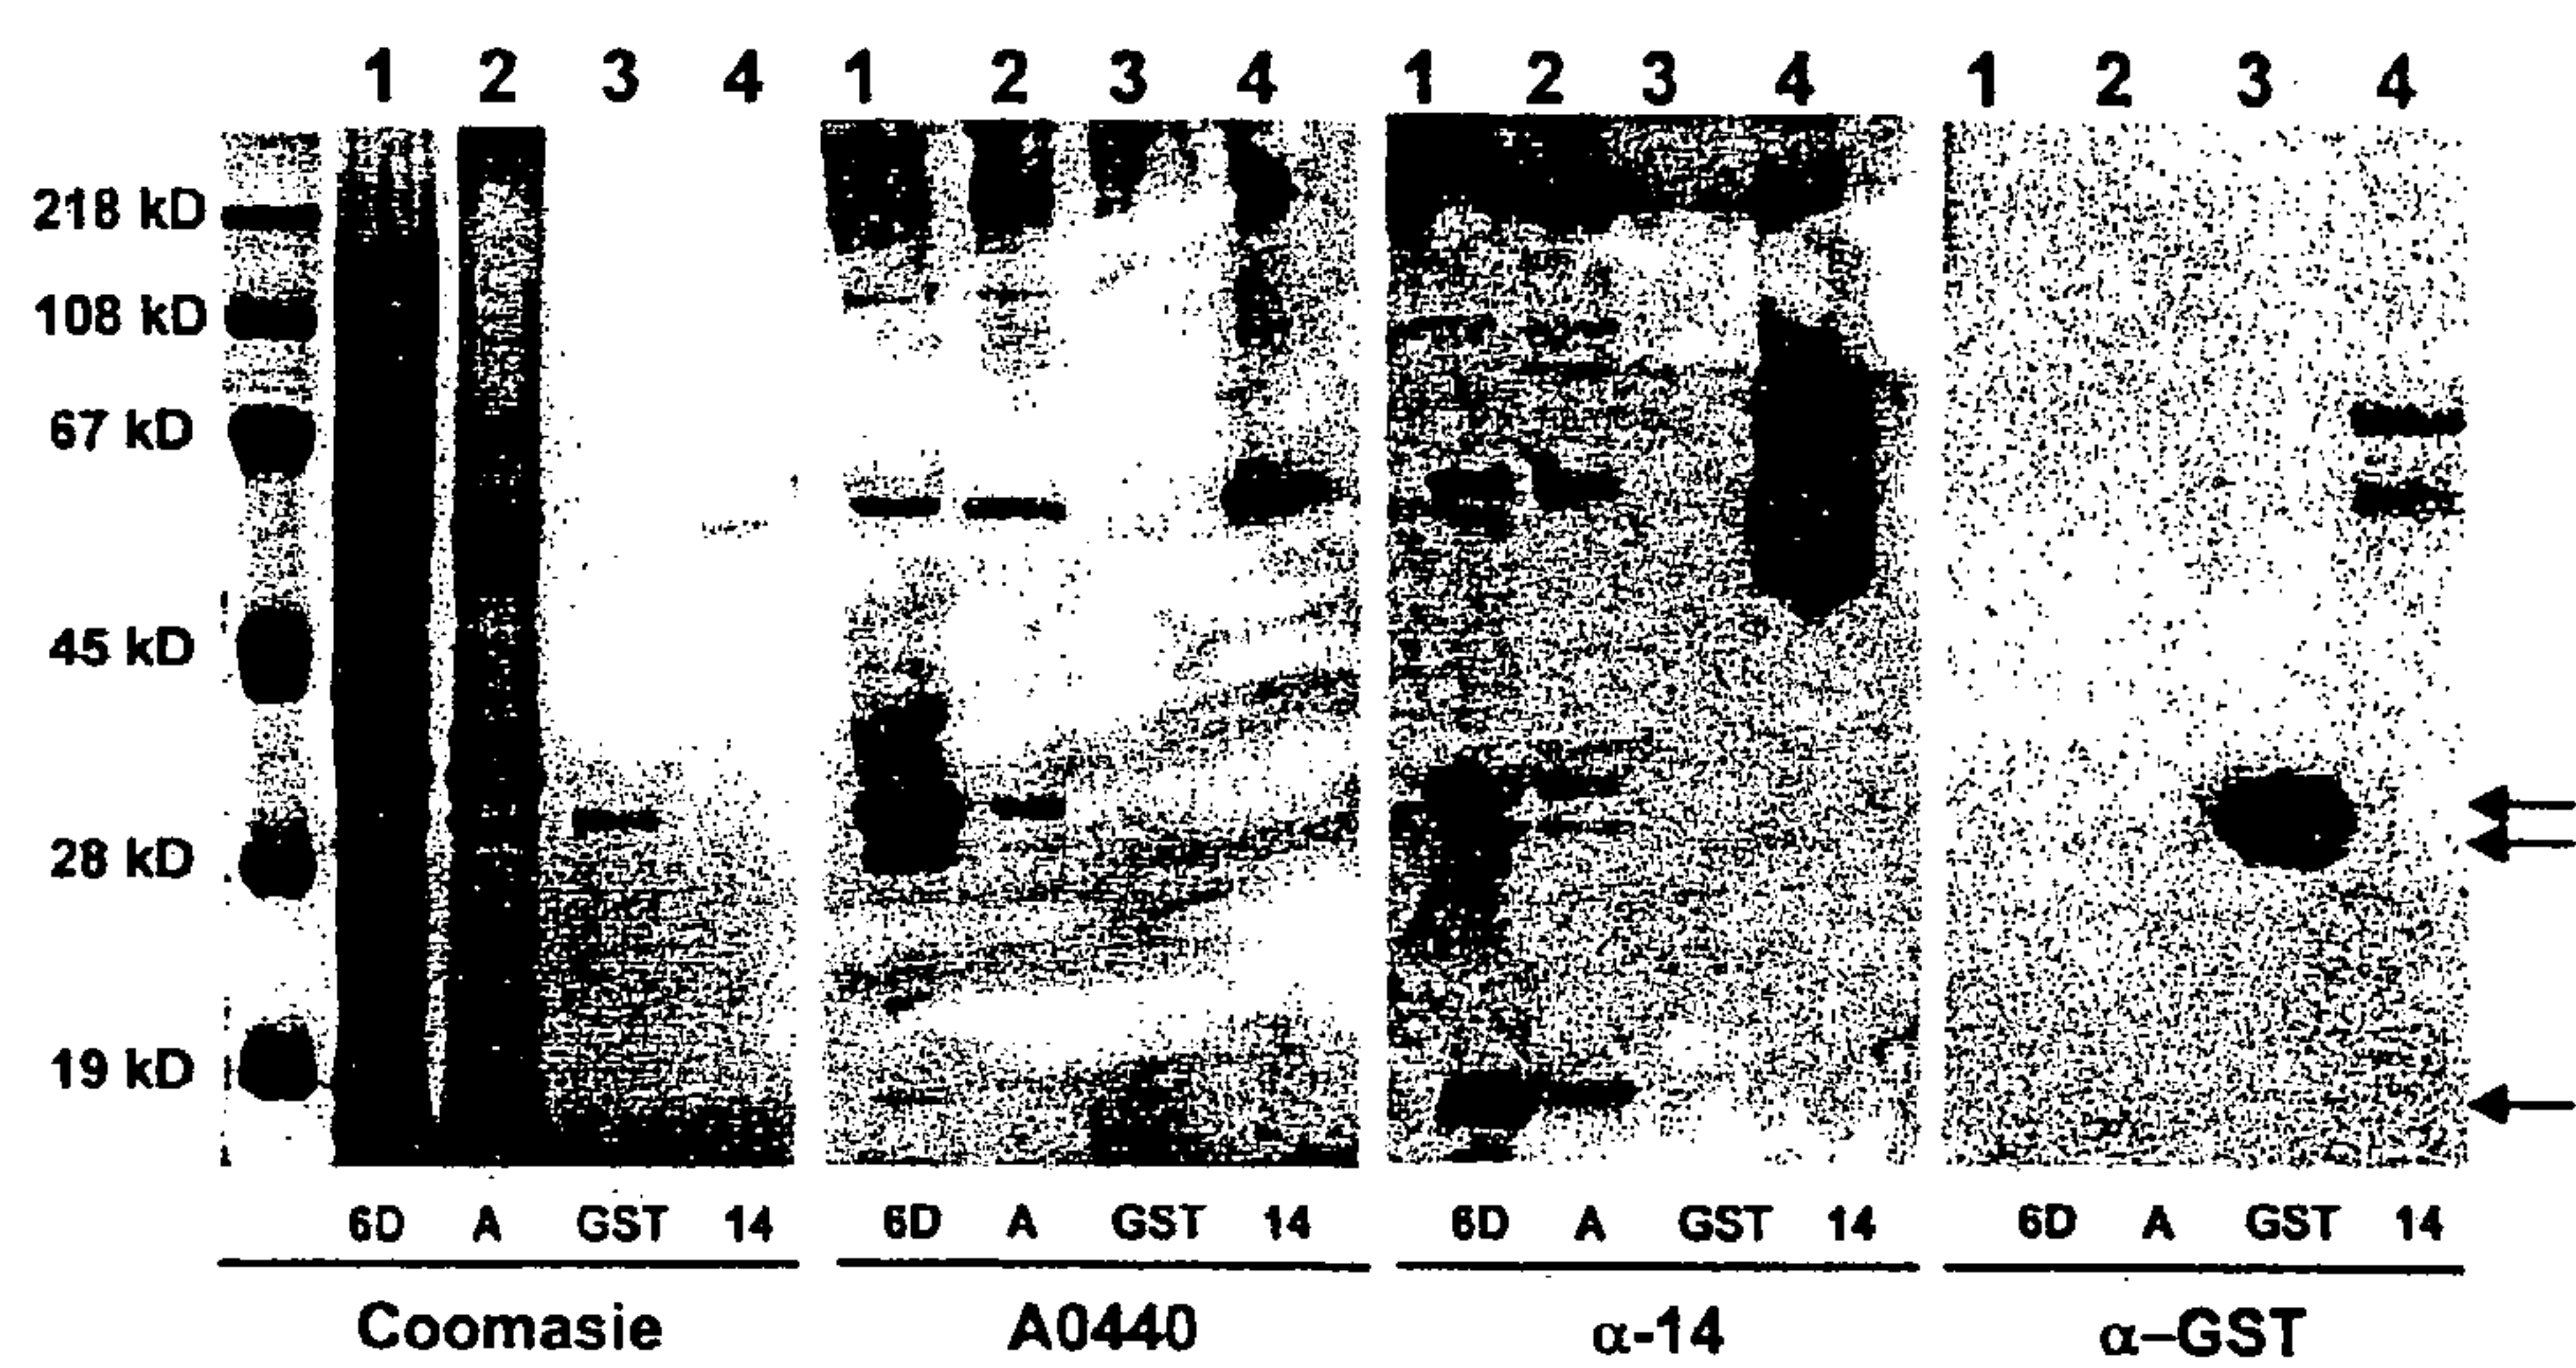 1 2 3 4 1 2 3 4 1 2 3 4 1 2 3 4
218 kD
108 kD
67 kD
45 kD
28 kD
19 kD
6D A GST 14 6D A GST 14 6D A GST 14 6D A GST 14
Coomasie A0440 α-14 α–GST